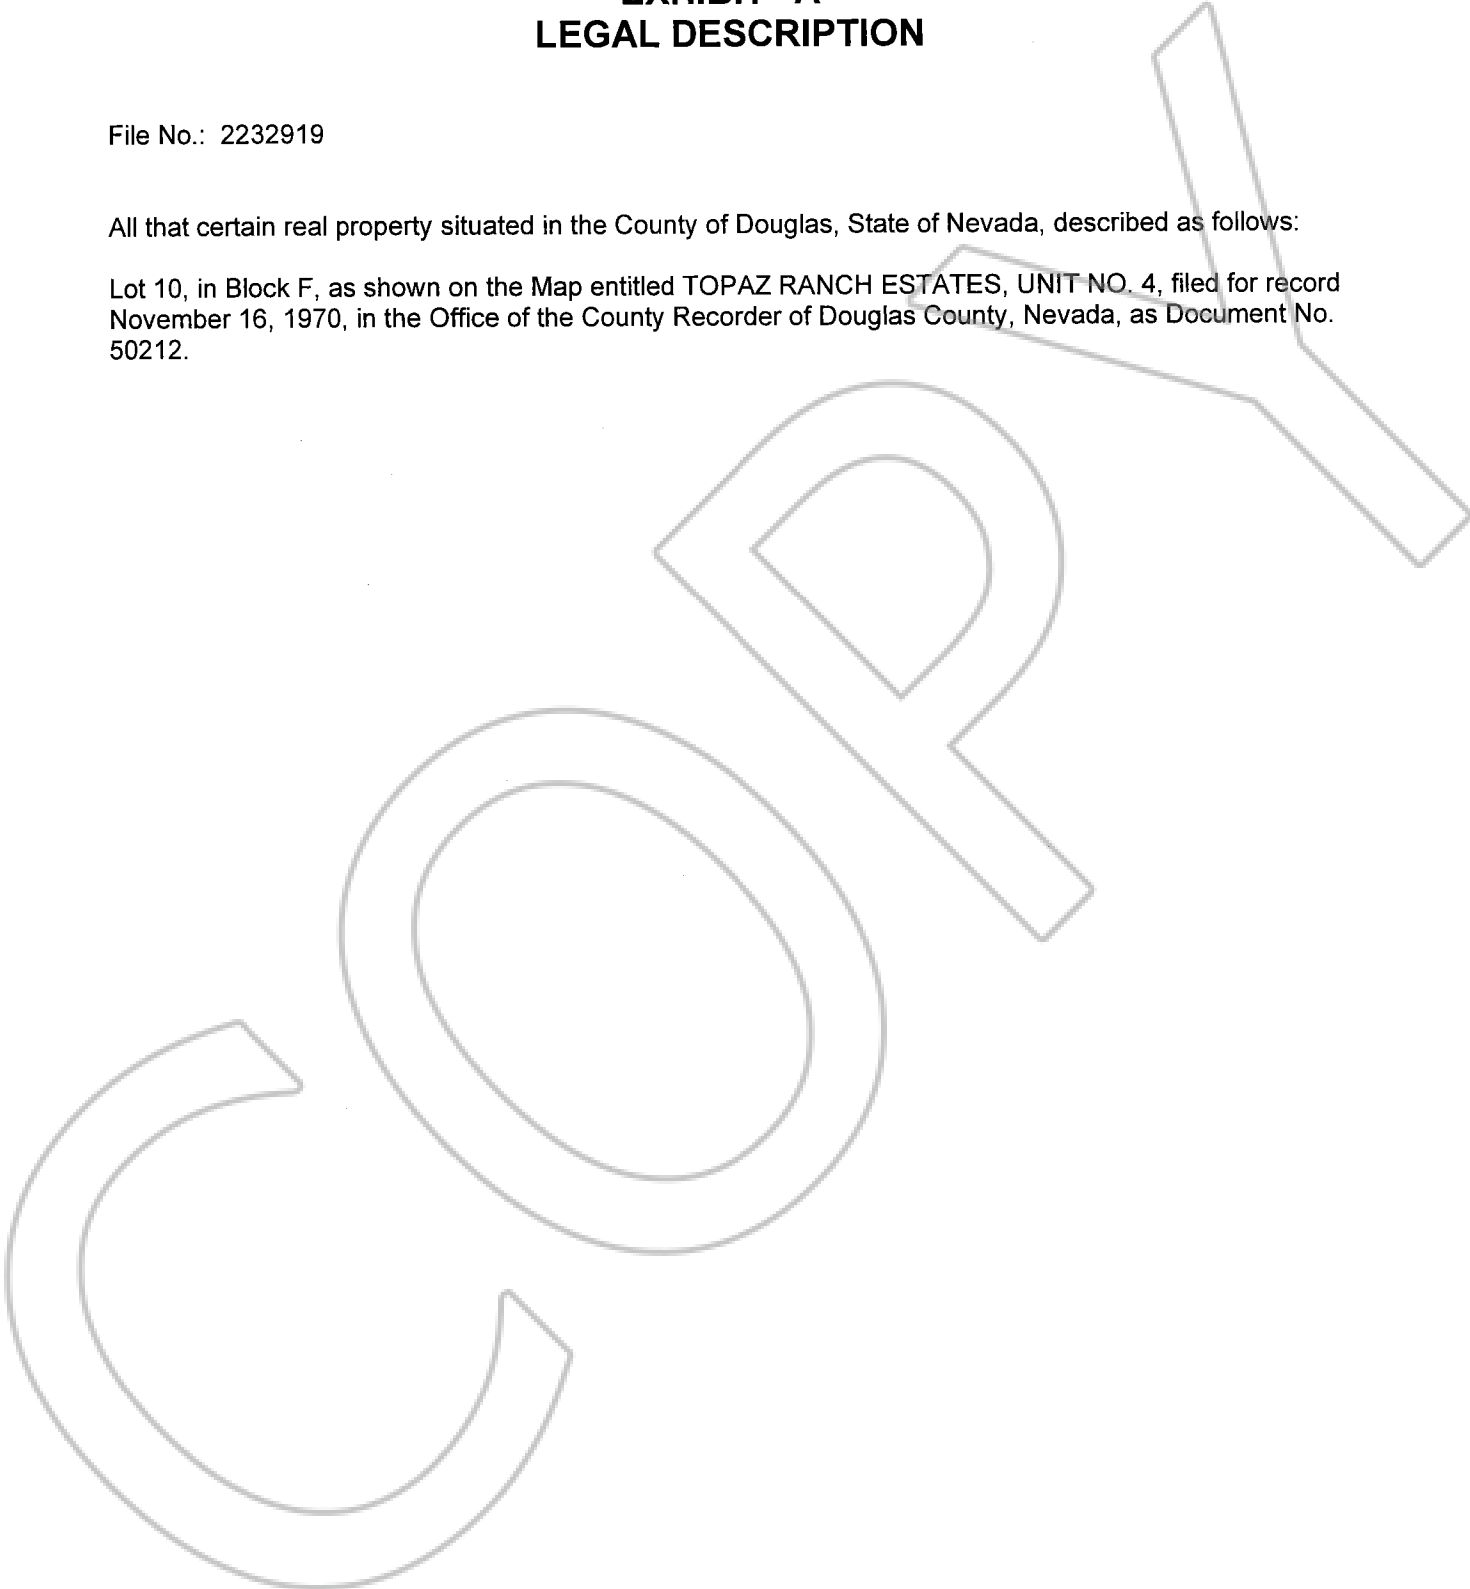 EXHIBIT "A"
LEGAL DESCRIPTION
File No.: 2232919
All that certain real property situated in the County of Douglas, State of Nevada, described as follows:
Lot 10, in Block F, as shown on the Map entitled TOPAZ RANCH ESTATES, UNIT NO. 4, filed for record
November 16, 1970, in the Office of the County Recorder of Douglas County, Nevada, as Document No.
50212.
COPY